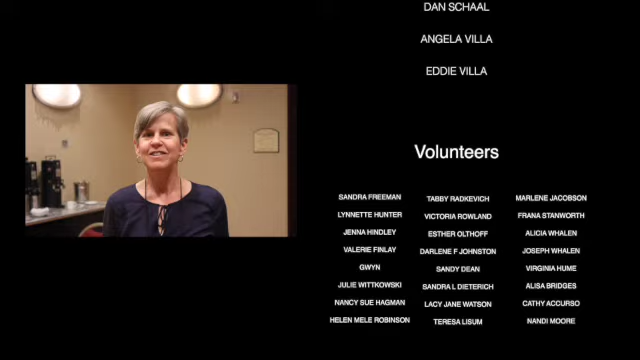 DAN SCHAAL
ANGELA VILLA
EDDIE VILLA
Volunteers
SANDRA FREEMAN TABBY RADKEVICH MARLENE JACOBSON
LYNNETTE HUNTER VICTORIA ROWLAND FRANA STANWORTH
JENNA HINDLEY ESTHER OLTHOFF ALICIA WHALEN
VALERIE FINLAY DARLENE F JOHNSTON JOSEPH WHALEN
GWYN SANDY DEAN VIRGINIA HUME
JULIE WITTKOWSKI SANDRA L DIETERICH ALISA BRIDGES
NANCY SUE HAGMAN LACY JANE WATSON CATHY ACCURSO
HELEN MELE ROBINSON TERESA LISUM NANDI MOORE